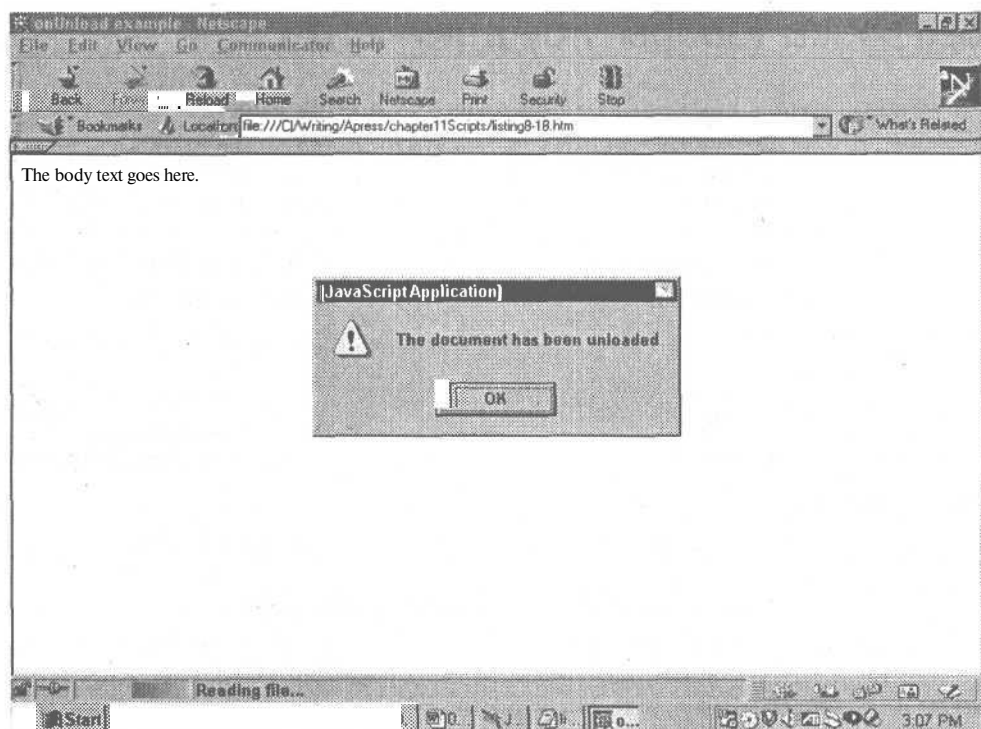 onUnload example - Netscape
File Edit View Go Communicator Help
Back Reload Home Search Netscape Print Security Stop
Bookmarks Location: file:///C|/Writing/Apress/chapter11Scripts/listing8-18.htm What's Related
The body text goes here.
[JavaScript Application]
The document has been unloaded
OK
Reading file...
Start o... 3:07 PM